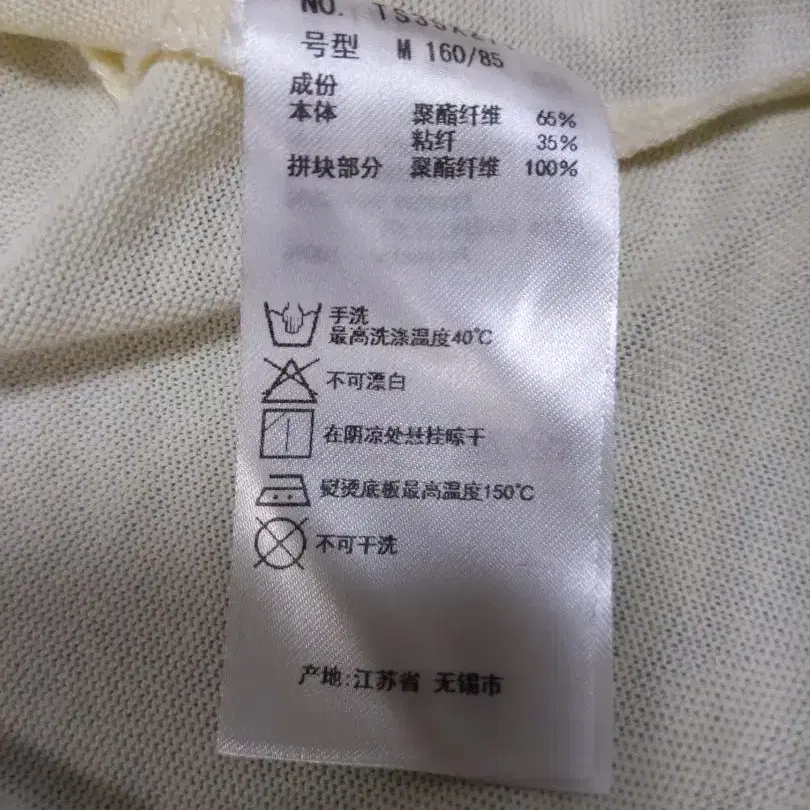 NO.
号型 M 160/85
成份
本体 聚酯纤维 65%
粘纤 35%
拼块部分 聚酯纤维 100%
手洗
最高洗涤温度40℃
不可漂白
在阴凉处悬挂晾干
熨烫底板最高温度150℃
不可干洗
产地:江苏省 无锡市